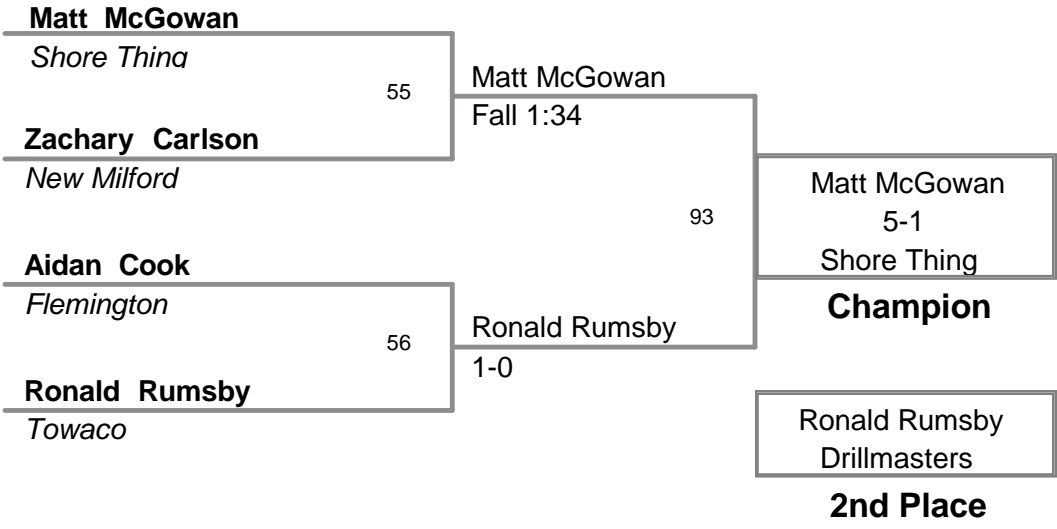 Matt McGowan
Shore Thing
55
Matt McGowan
Fall 1:34
Zachary Carlson
New Milford
93
Matt McGowan
5-1
Shore Thing
Champion
Aidan Cook
Flemington
56
Ronald Rumsby
1-0
Ronald Rumsby
Towaco
Ronald Rumsby
Drillmasters
2nd Place